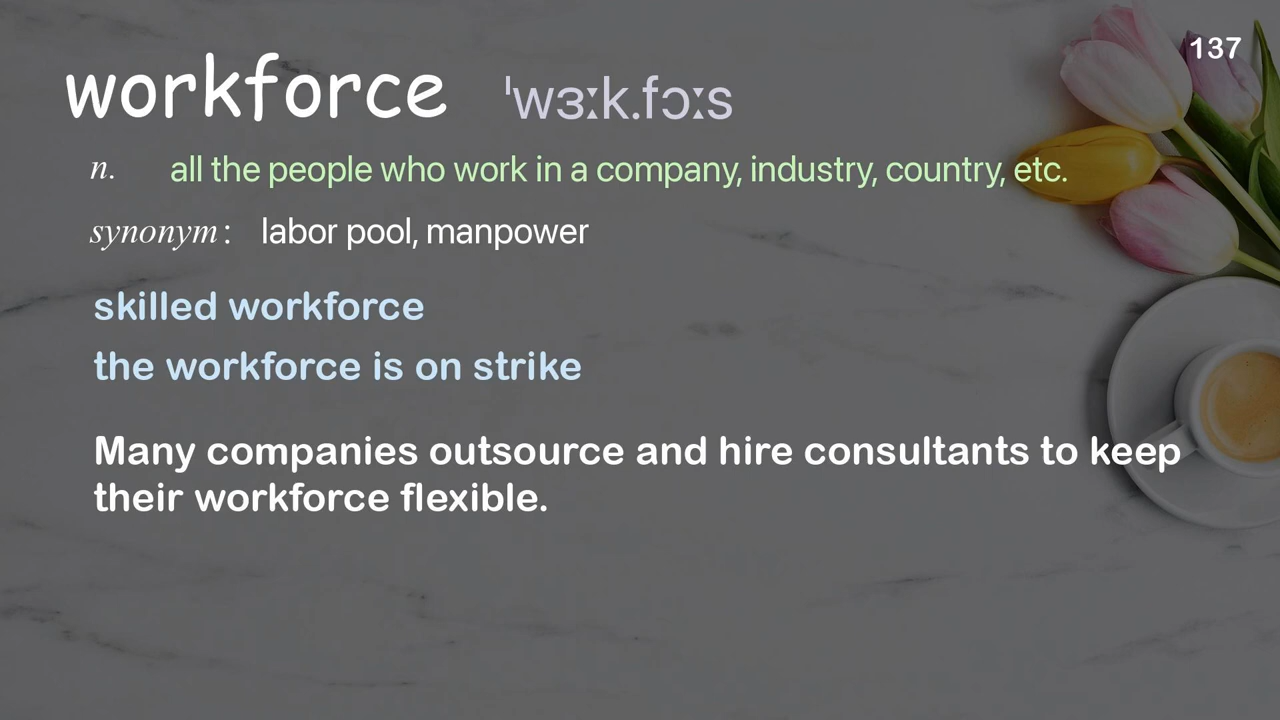 137
workforce ˈwɜːk.fɔːs
n. all the people who work in a company, industry, country, etc.
synonym: labor pool, manpower
skilled workforce
the workforce is on strike
Many companies outsource and hire consultants to keep
their workforce flexible.